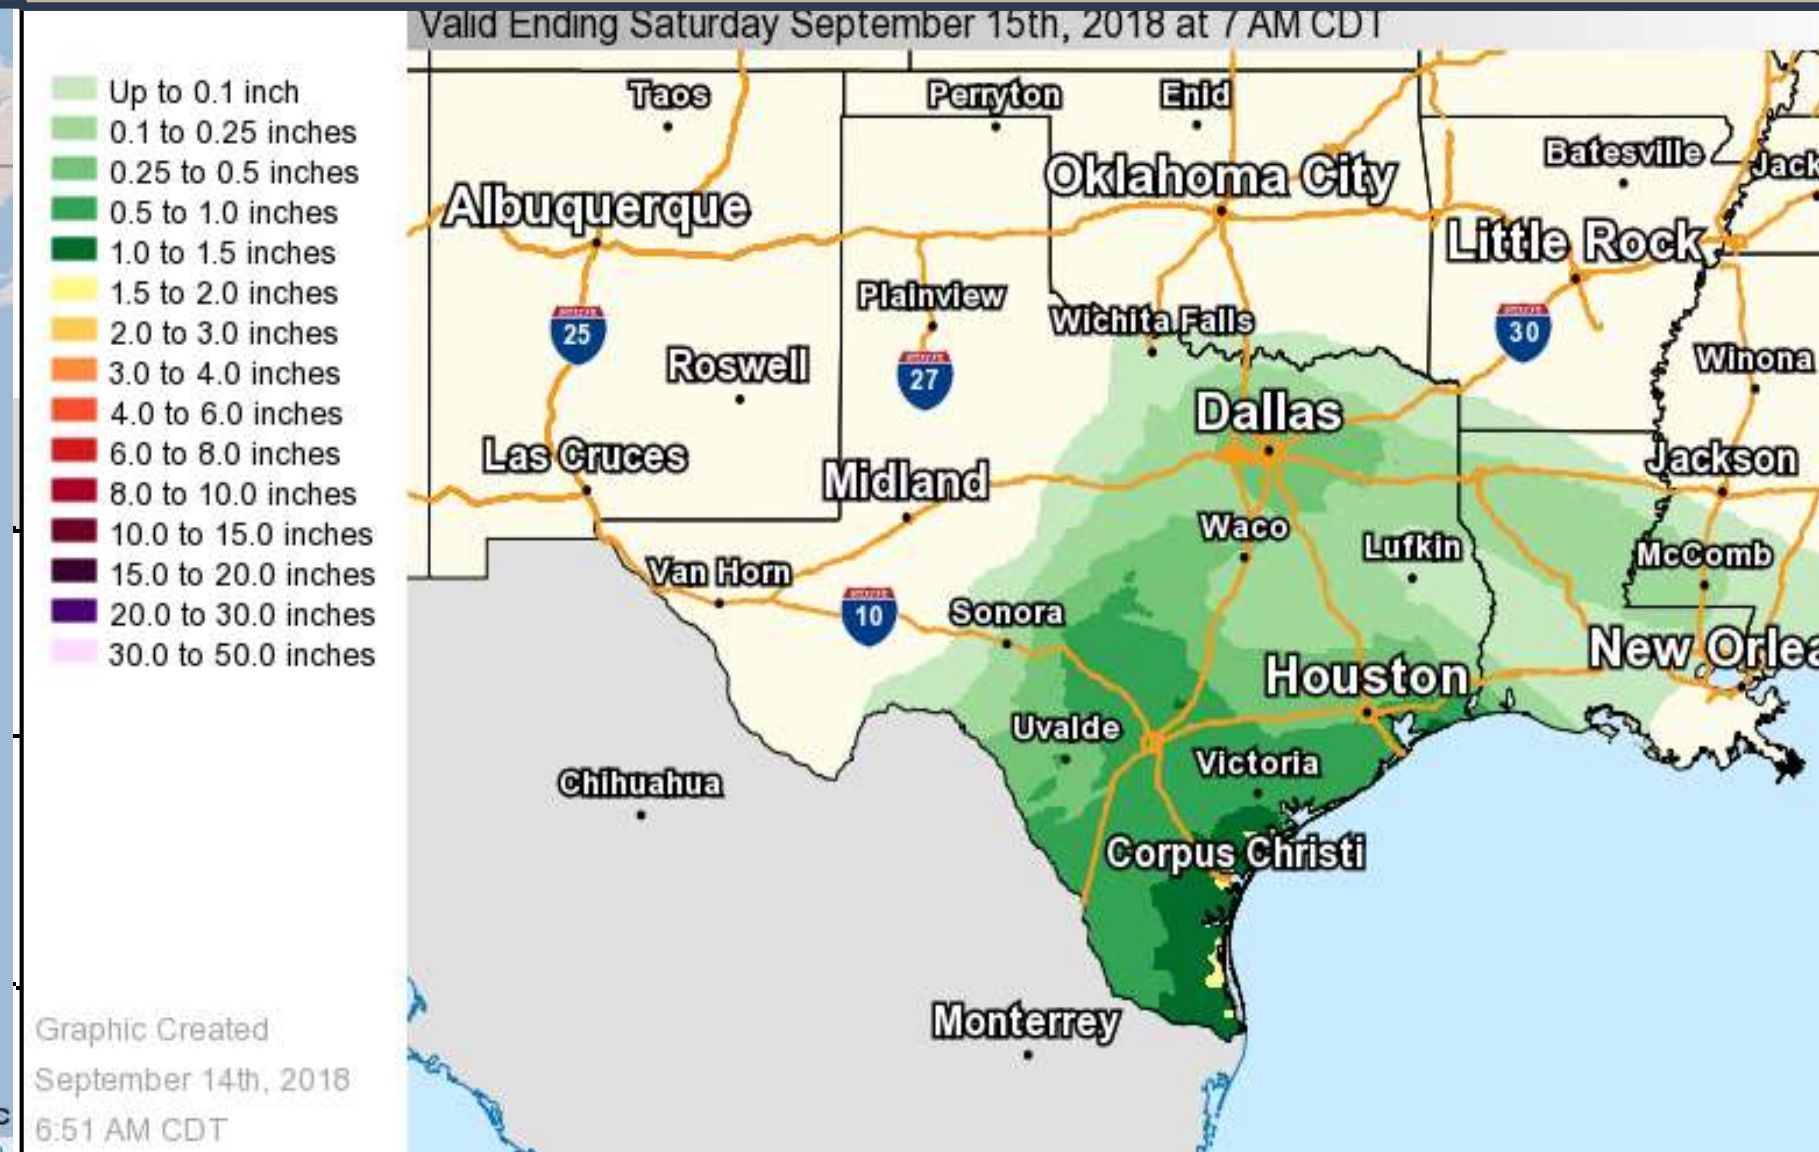 Valid Ending Saturday September 15th, 2018 at 7 AM CDT
Up to 0.1 inch
0.1 to 0.25 inches
0.25 to 0.5 inches
0.5 to 1.0 inches
1.0 to 1.5 inches
1.5 to 2.0 inches
2.0 to 3.0 inches
3.0 to 4.0 inches
4.0 to 6.0 inches
6.0 to 8.0 inches
8.0 to 10.0 inches
10.0 to 15.0 inches
15.0 to 20.0 inches
20.0 to 30.0 inches
30.0 to 50.0 inches
Graphic Created
September 14th, 2018
6:51 AM CDT
Taos
Perryton
Enid
Batesville
Jack
Oklahoma City
Albuquerque
Little Rock
Plainview
Wichita Falls
25
30
Roswell
27
Winona
Dallas
Las Cruces
Midland
Jackson
Waco
Lufkin
McComb
Van Horn
10
Sonora
New Orlea
Houston
Uvalde
Victoria
Chihuahua
Corpus Christi
Monterrey